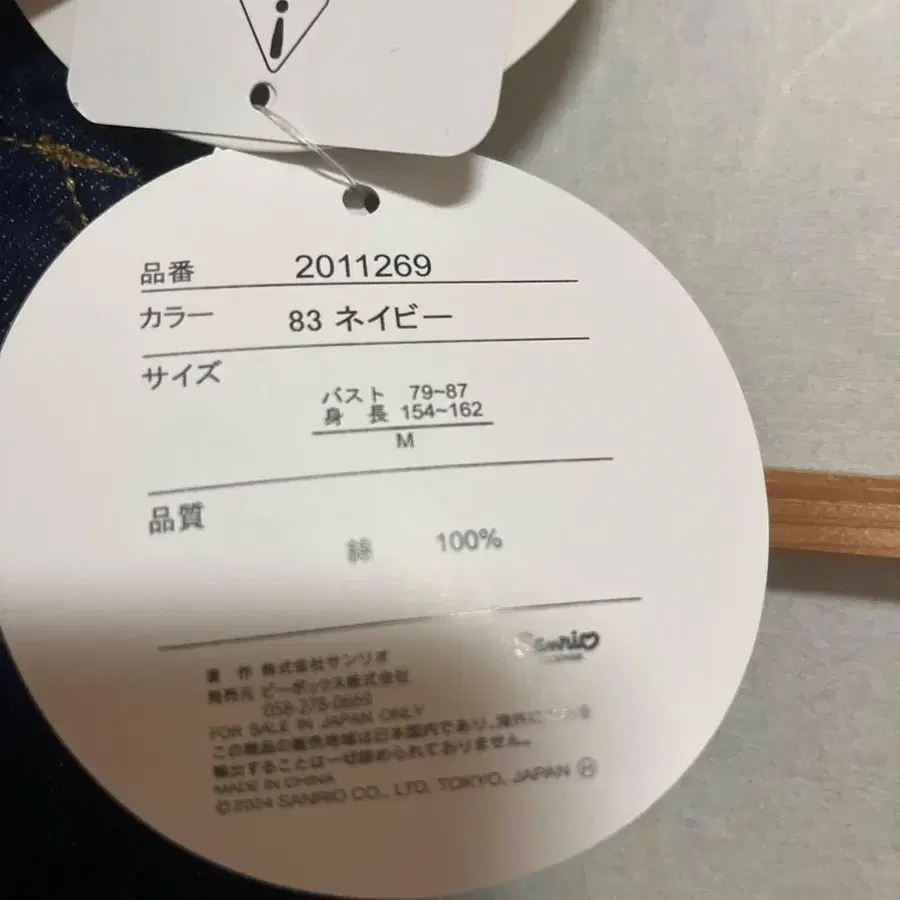 品番 2011269
カラー 83 ネイビー
サイズ
バスト 79~87
身 長 154~162
M
品質
綿 100%
Sanrio
著 作 株式会社サンリオ
発売元 ビーボックス株式会社
058-278-0669
FOR SALE IN JAPAN ONLY
この商品の販売地域は日本国内であり、海外に
輸出することは一切認められておりません。
MADE IN CHINA
©2024 SANRIO CO., LTD. TOKYO, JAPAN Ⓗ